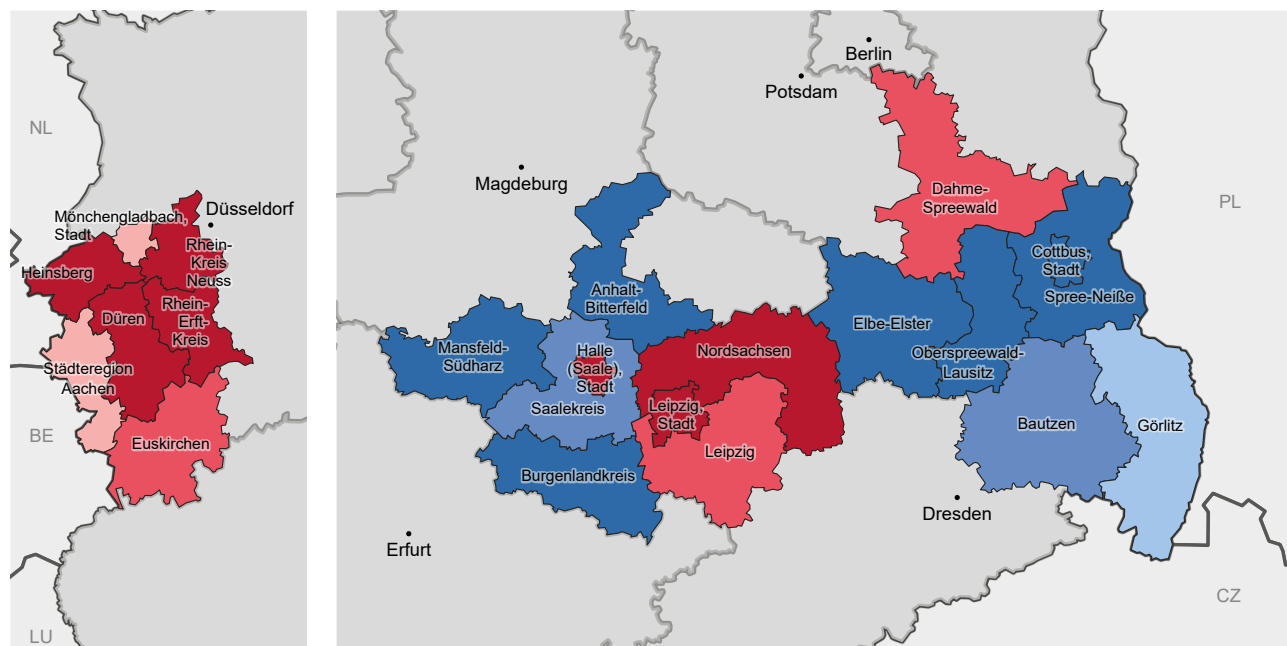 NL
Mönchengladbach,
Stadt
Düsseldorf
Rhein-
Kreis
Neuss
Heinsberg
Düren
Rhein-
Erft-
Kreis
Städteregion
Aachen
BE
Euskirchen
LU
Berlin
Potsdam
Magdeburg
Dahme-
Spreewald
PL
Cottbus,
Stadt
Spree-Neiße
Anhalt-
Bitterfeld
Elbe-Elster
Oberspreewald-
Lausitz
Mansfeld-
Südharz
Halle
(Saale),
Stadt
Nordsachsen
Saalekreis
Leipzig,
Stadt
Leipzig
Bautzen
Görlitz
Burgenlandkreis
Dresden
Erfurt
CZ